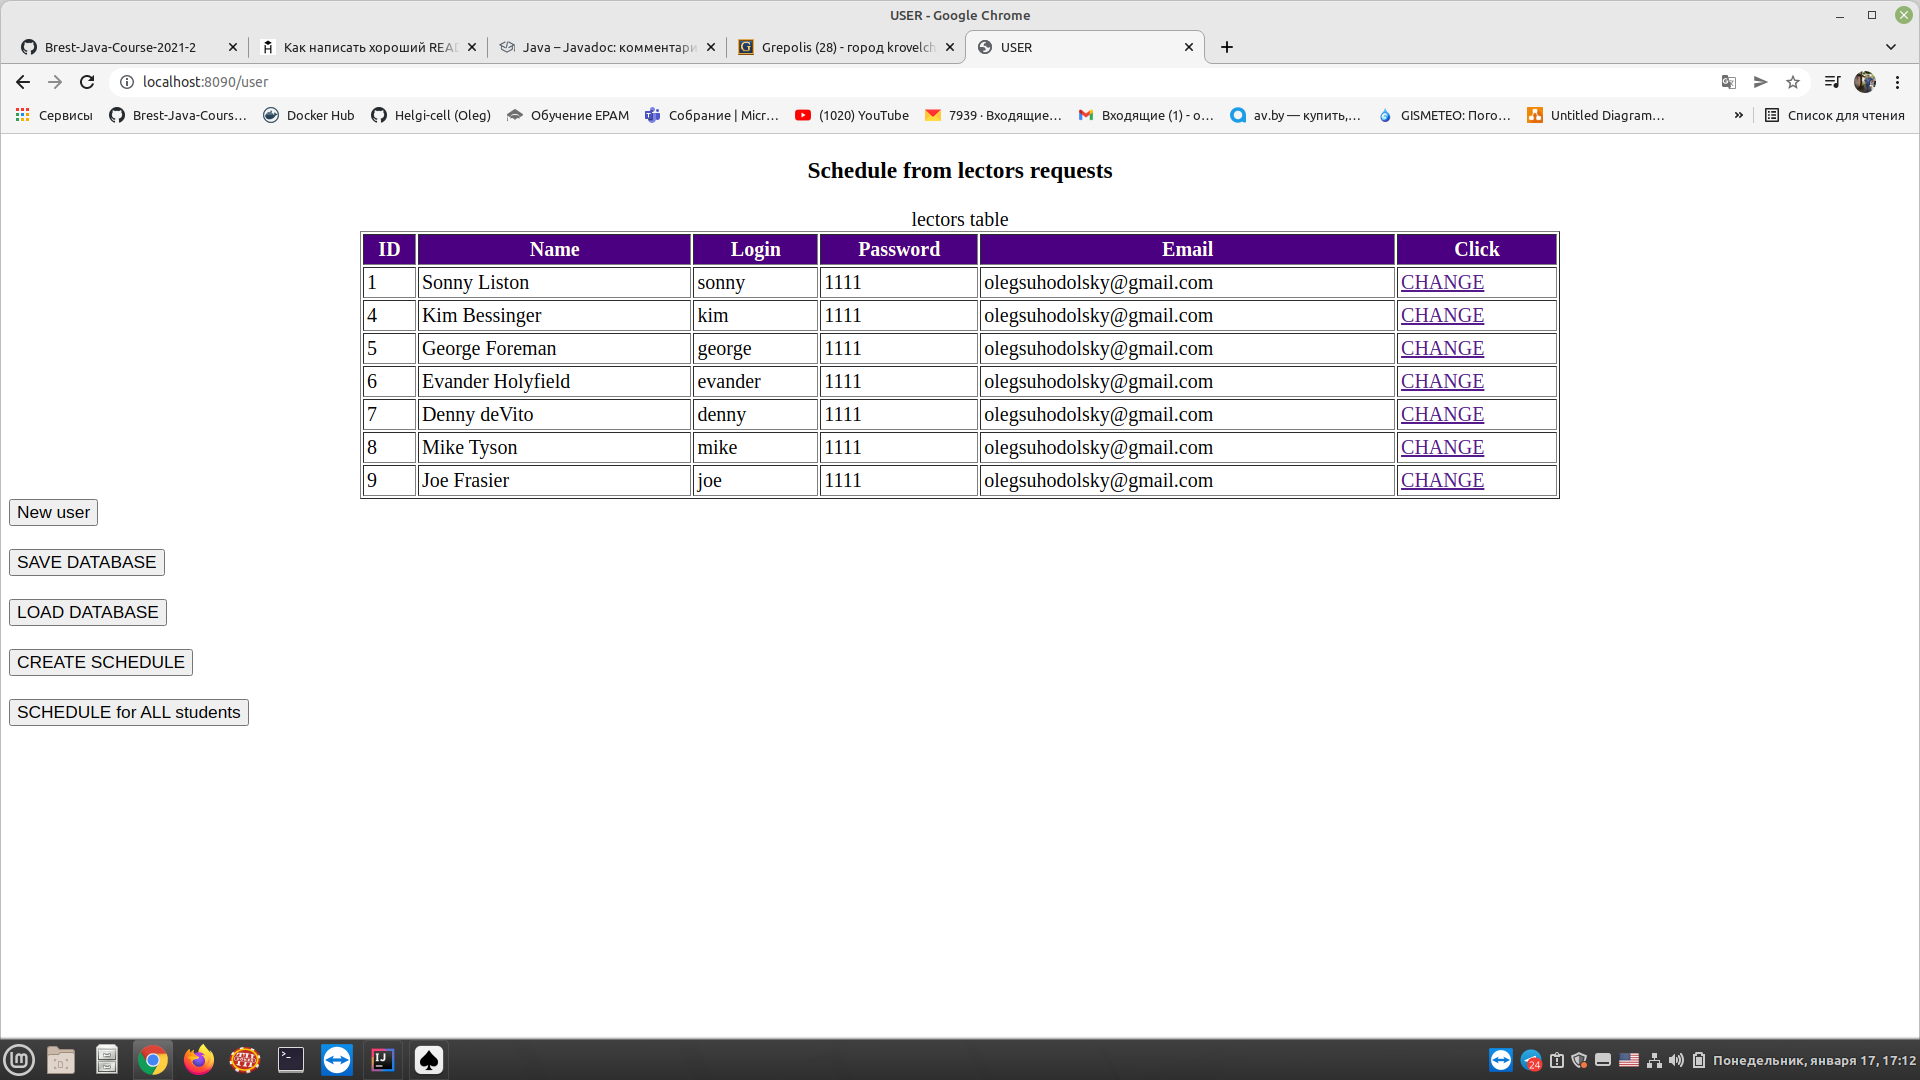 USER - Google Chrome
Brest-Java-Course-2021-2
Как написать хороший REA
Java – Javadoc: комментари
Grepolis (28) - город krovelch
USER
localhost:8090/user
Сервисы
Brest-Java-Cours…
Docker Hub
Helgi-cell (Oleg)
Обучение EPAM
Собрание | Micr…
(1020) YouTube
7939 · Входящие…
Входящие (1) - о…
av.by — купить,…
GISMETEO: Пого…
Untitled Diagram…
»
Список для чтения
Schedule from lectors requests
lectors table
ID Name Login Password Email Click
1 Sonny Liston sonny 1111 olegsuhodolsky@gmail.com CHANGE
4 Kim Bessinger kim 1111 olegsuhodolsky@gmail.com CHANGE
5 George Foreman george 1111 olegsuhodolsky@gmail.com CHANGE
6 Evander Holyfield evander 1111 olegsuhodolsky@gmail.com CHANGE
7 Denny deVito denny 1111 olegsuhodolsky@gmail.com CHANGE
8 Mike Tyson mike 1111 olegsuhodolsky@gmail.com CHANGE
9 Joe Frasier joe 1111 olegsuhodolsky@gmail.com CHANGE
New user
SAVE DATABASE
LOAD DATABASE
CREATE SCHEDULE
SCHEDULE for ALL students
24
Понедельник, января 17, 17:12